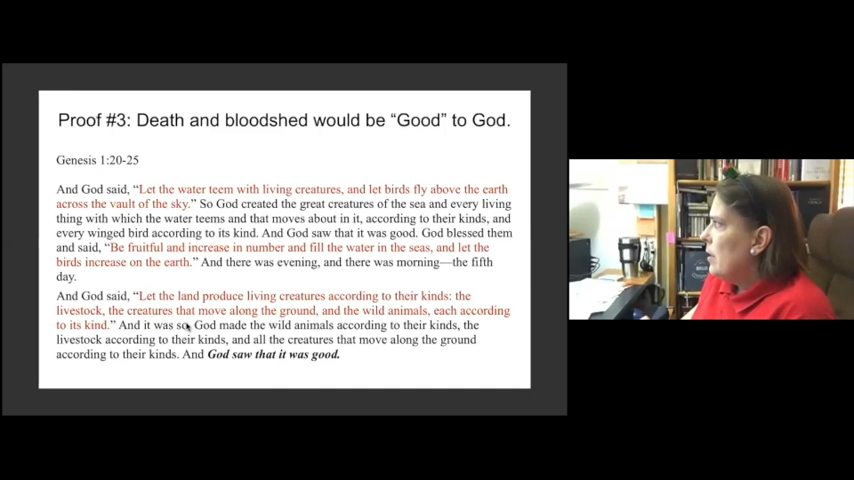 Proof #3: Death and bloodshed would be “Good” to God.
Genesis 1:20-25
And God said, “Let the water teem with living creatures, and let birds fly above the earth
across the vault of the sky.” So God created the great creatures of the sea and every living
thing with which the water teems and that moves about in it, according to their kinds, and
every winged bird according to its kind. And God saw that it was good. God blessed them
and said, “Be fruitful and increase in number and fill the water in the seas, and let the
birds increase on the earth.” And there was evening, and there was morning—the fifth
day.
And God said, “Let the land produce living creatures according to their kinds: the
livestock, the creatures that move along the ground, and the wild animals, each according
to its kind.” And it was so. God made the wild animals according to their kinds, the
livestock according to their kinds, and all the creatures that move along the ground
according to their kinds. And God saw that it was good.